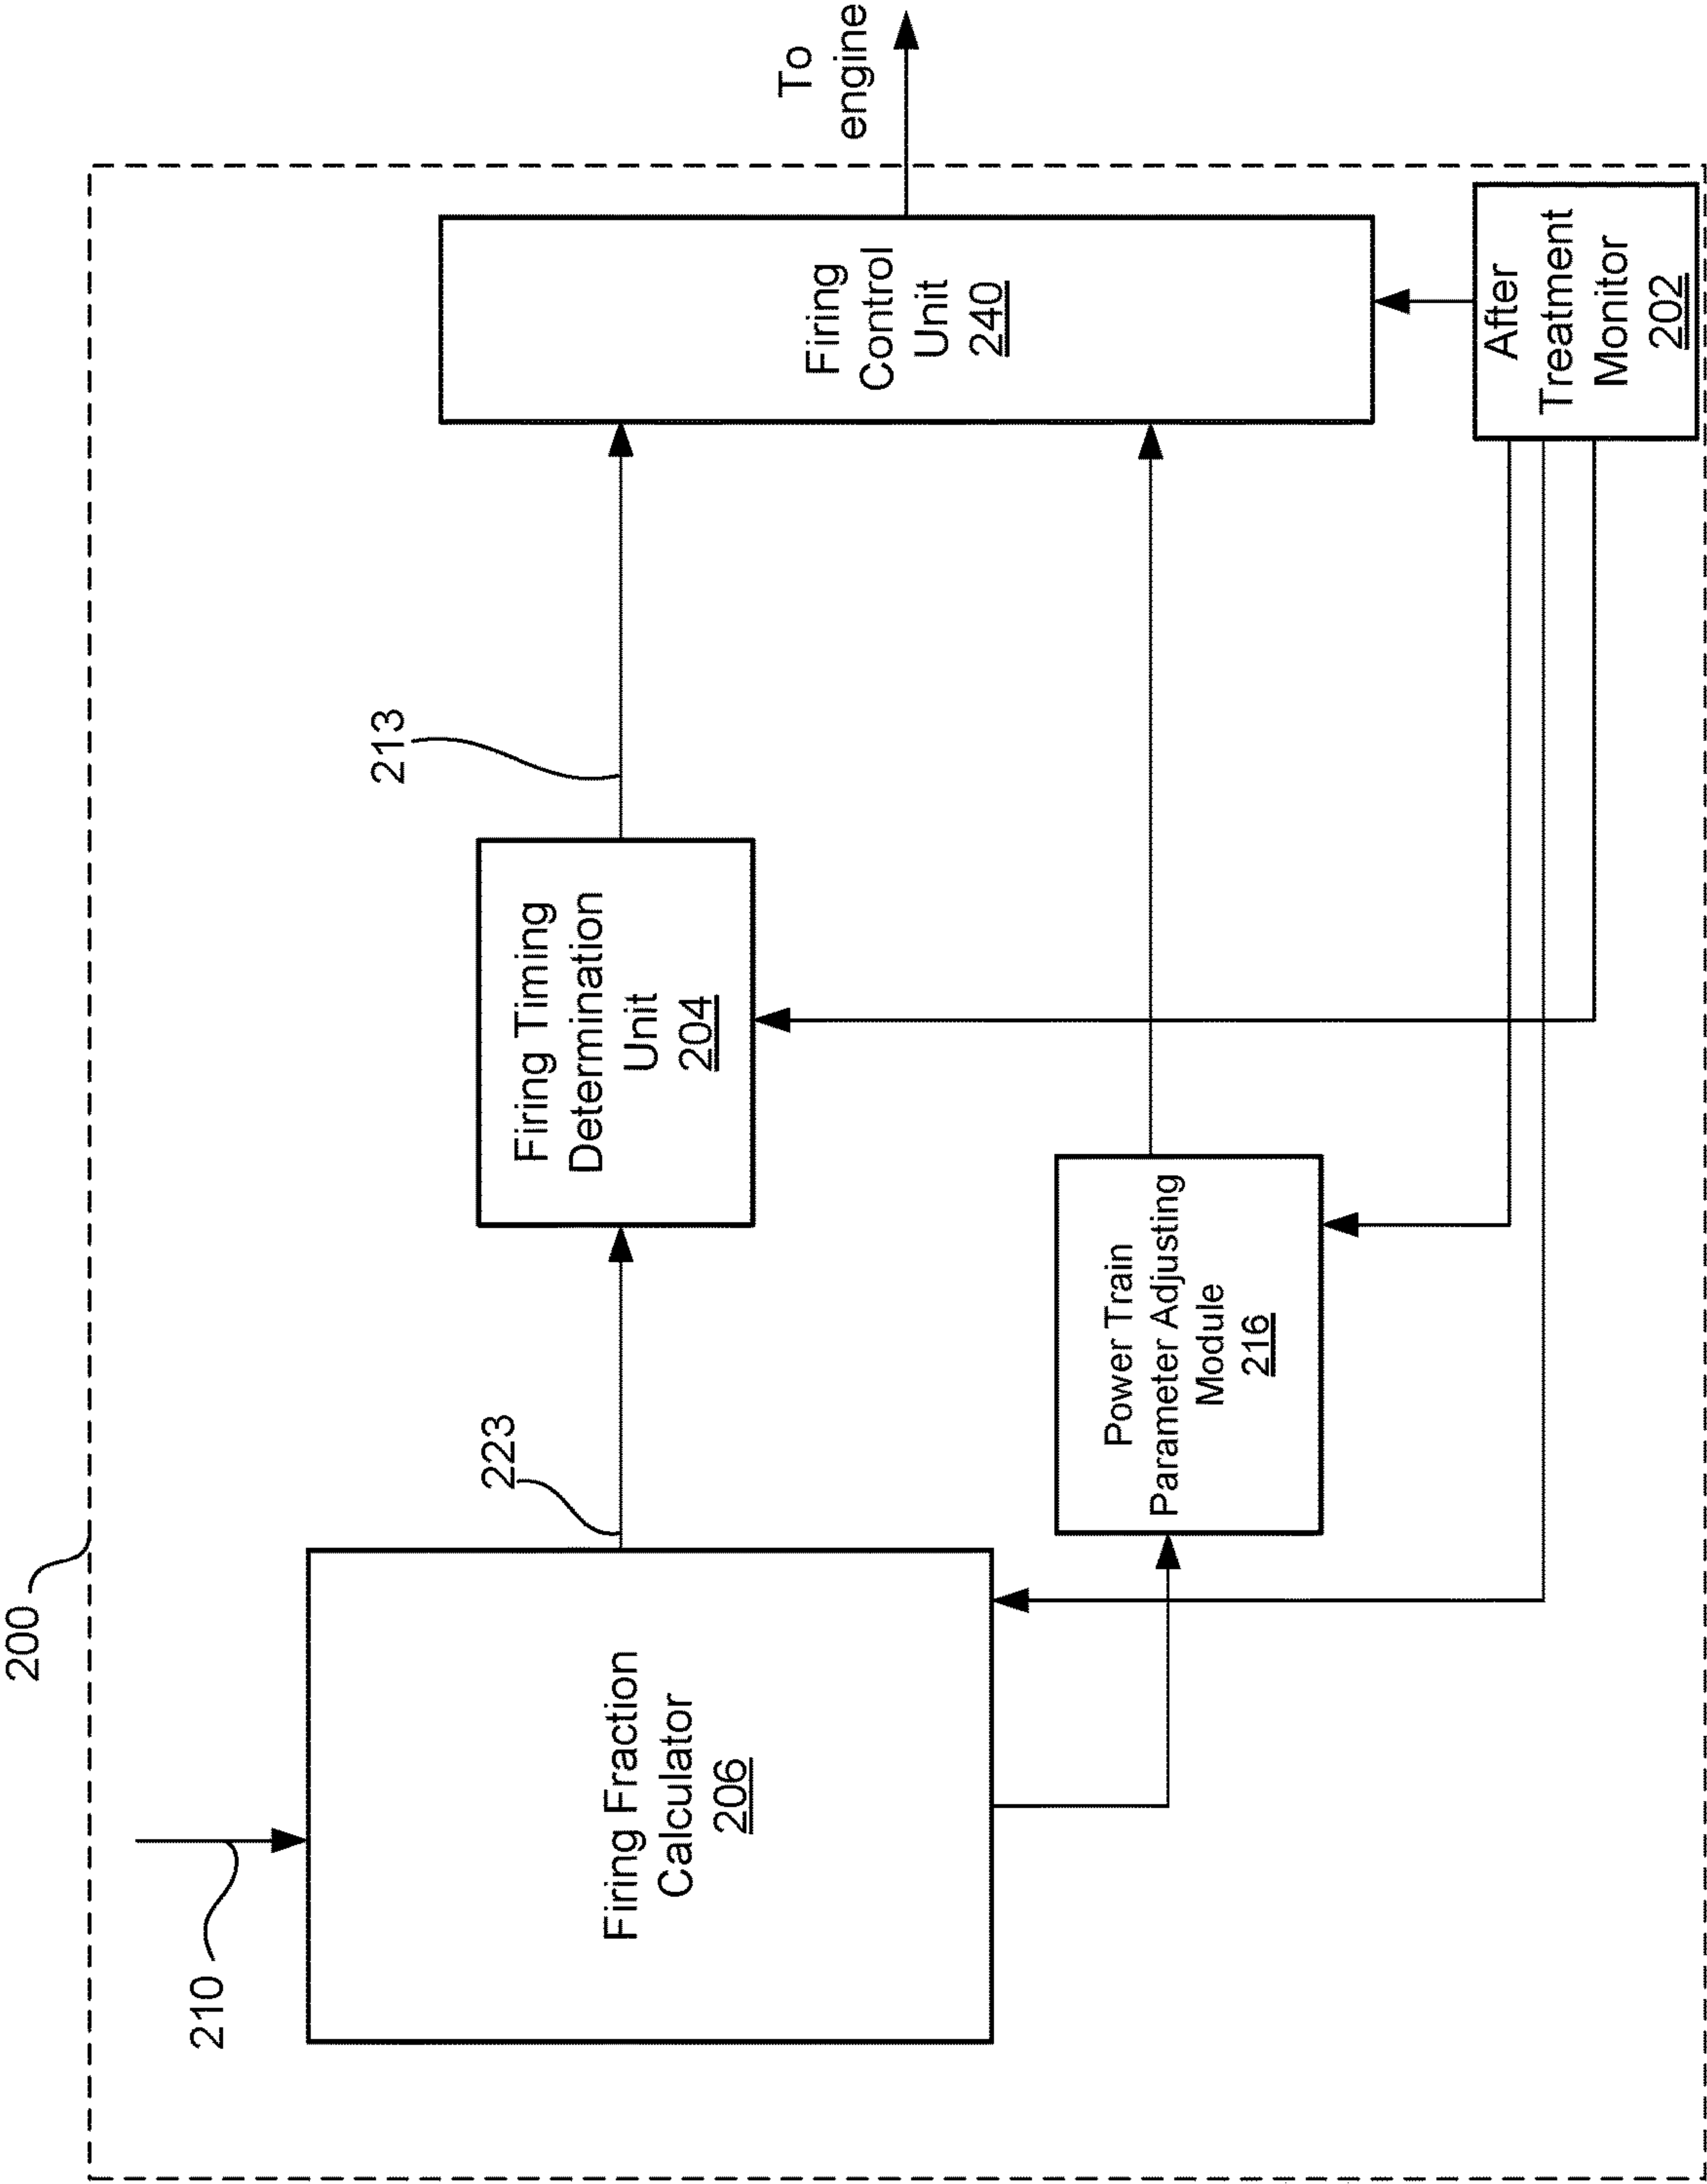 200
210
Firing Fraction
Calculator
206
223
Firing Timing
Determination
Unit
204
213
Power Train
Parameter Adjusting
Module
216
Firing
Control
Unit
240
To
engine
After
Treatment
Monitor
202